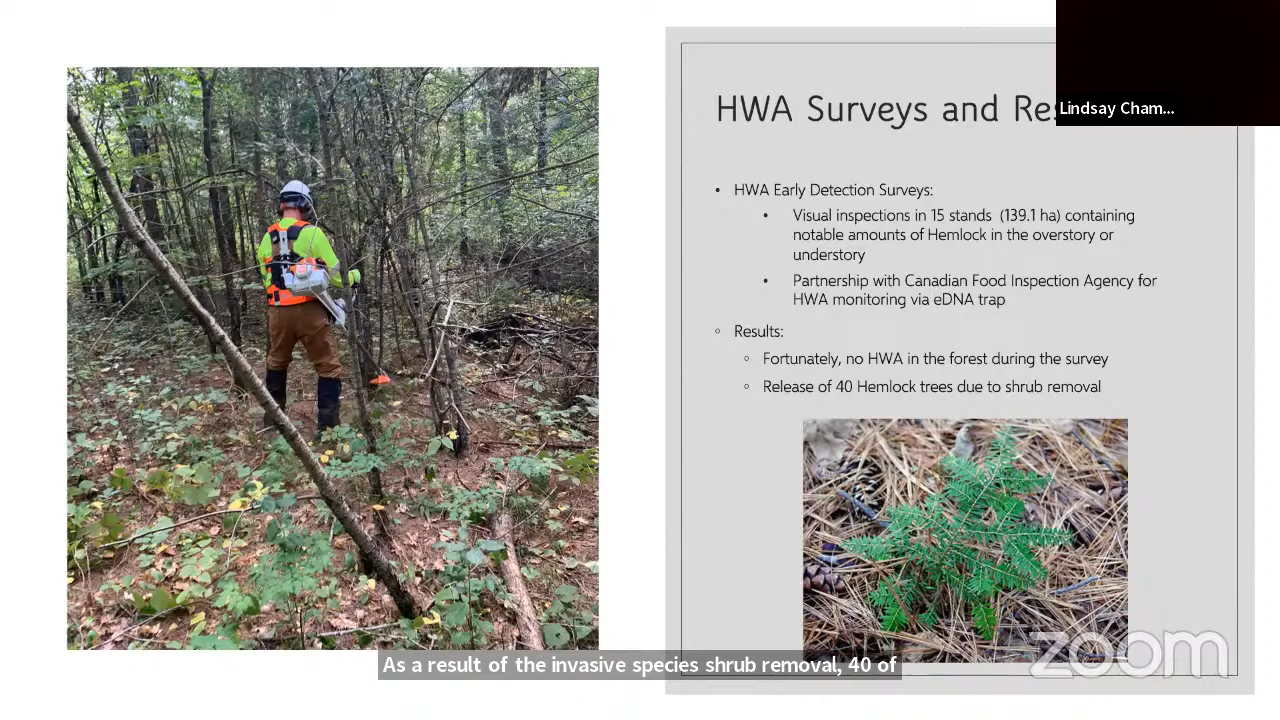 HWA Surveys and Res
Lindsay Cham...
• HWA Early Detection Surveys:
• Visual inspections in 15 stands (139.1 ha) containing
notable amounts of Hemlock in the overstory or
understory
• Partnership with Canadian Food Inspection Agency for
HWA monitoring via eDNA trap
◦ Results:
◦ Fortunately, no HWA in the forest during the survey
◦ Release of 40 Hemlock trees due to shrub removal
As a result of the invasive species shrub removal, 40 of
zoom